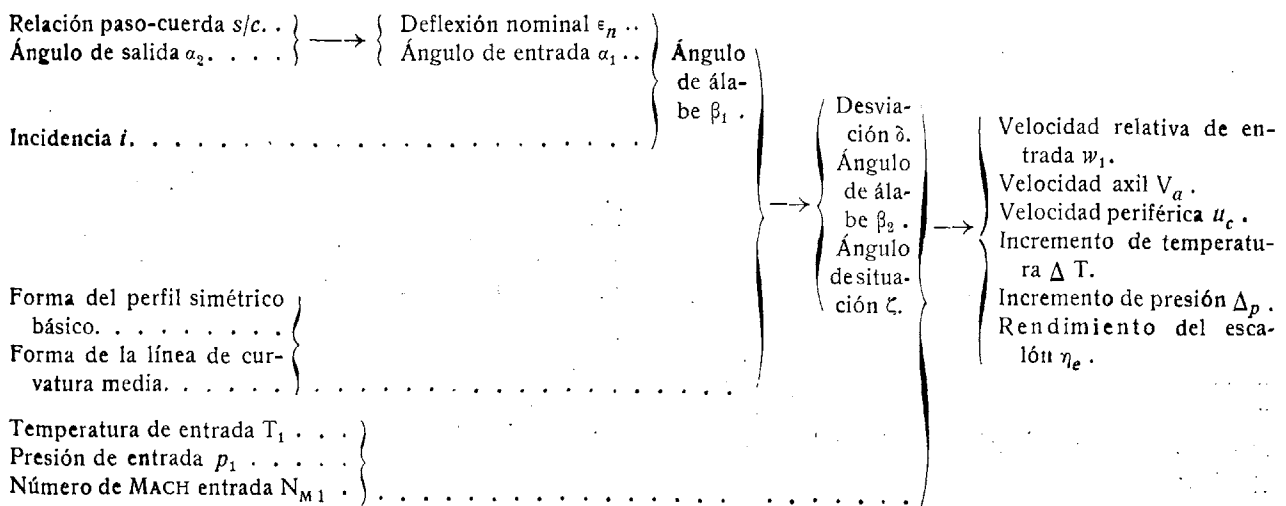 Relación paso-cuerda s/c. .
Ángulo de salida α₂. . . . .
Deflexión nominal εₙ ..
Ángulo de entrada α₁ ..
Incidencia i. . . . . . . . . . . . . . . . . . . . . . .
Ángulo
de ála-
be β₁ .
Forma del perfil simétrico
básico. . . . . . . . .
Forma de la línea de cur-
vatura media. . . . . . . . . . . . . . . . . . . . . . . .
Temperatura de entrada T₁ . . .
Presión de entrada p₁ . . . . .
Número de MACH entrada N_M 1 . . . . . . . . . . . . . . . . . . . . . . . .
Desvia-
ción δ.
Ángulo
de ála-
be β₂ .
Ángulo
de situa-
ción ζ.
Velocidad relativa de en-
trada w₁.
Velocidad axil Vₐ .
Velocidad periférica u_c .
Incremento de temperatu-
ra Δ T.
Incremento de presión Δ_p .
Rendimiento del esca-
lón ηₑ .